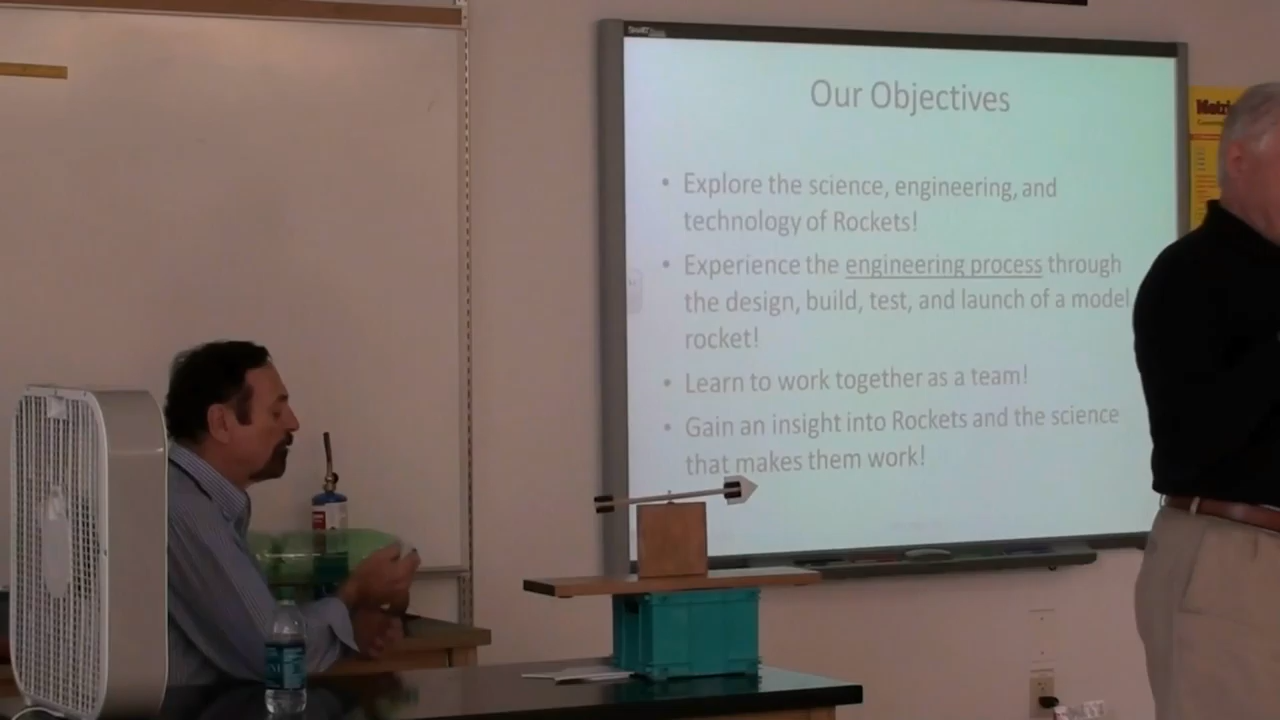 SMART
Our Objectives
• Explore the science, engineering, and
technology of Rockets!
• Experience the engineering process through
the design, build, test, and launch of a model
rocket!
• Learn to work together as a team!
• Gain an insight into Rockets and the science
that makes them work!